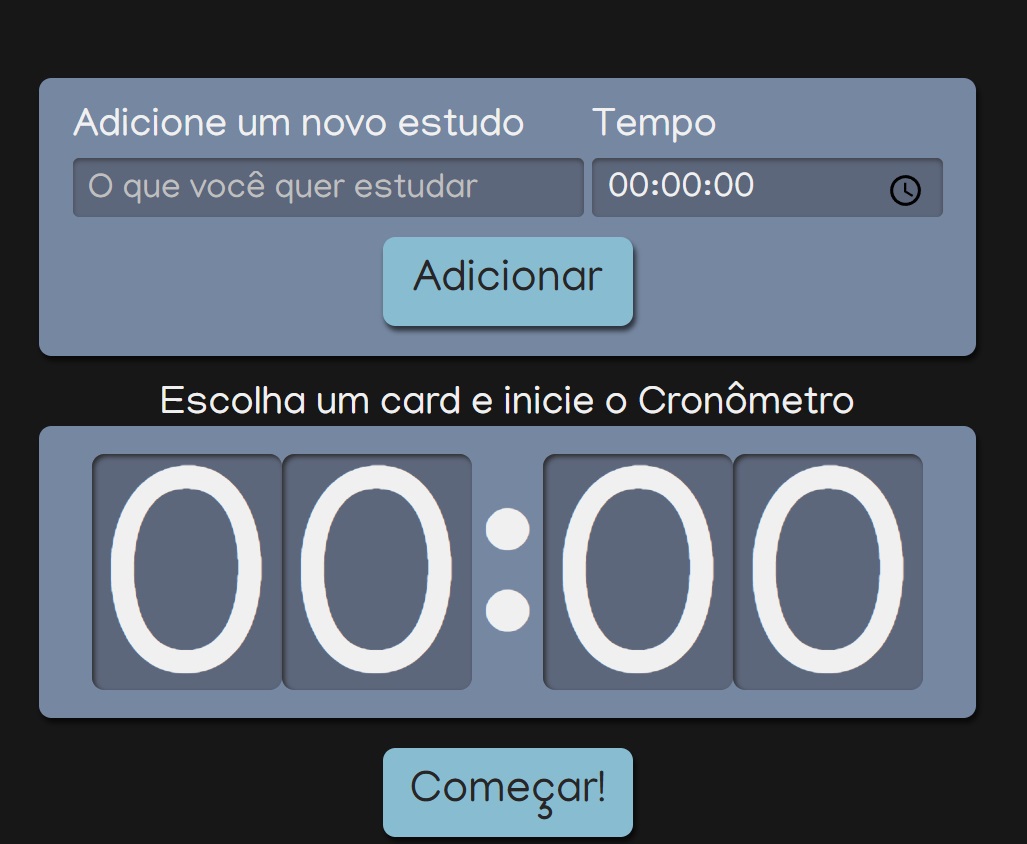 Adicione um novo estudo Tempo
O que você quer estudar 00:00:00
Adicionar
Escolha um card e inicie o Cronômetro
00:00
Começar!